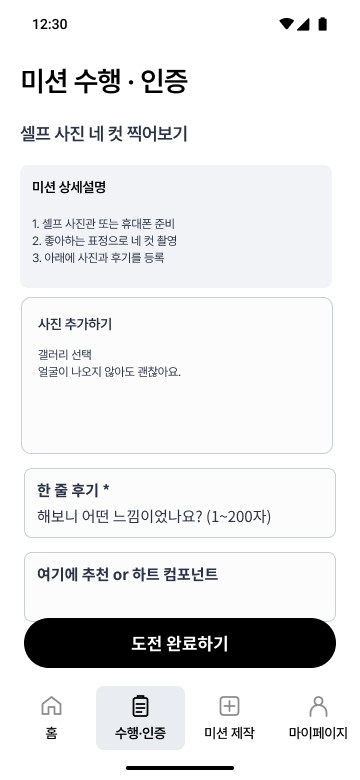 12:30
미션 수행 · 인증
셀프 사진 네 컷 찍어보기
미션 상세설명
1. 셀프 사진관 또는 휴대폰 준비
2. 좋아하는 표정으로 네 컷 촬영
3. 아래에 사진과 후기를 등록
사진 추가하기
갤러리 선택
얼굴이 나오지 않아도 괜찮아요.
한 줄 후기 *
해보니 어떤 느낌이었나요? (1~200자)
여기에 추천 or 하트 컴포넌트
도전 완료하기
홈 수행·인증 미션 제작 마이페이지